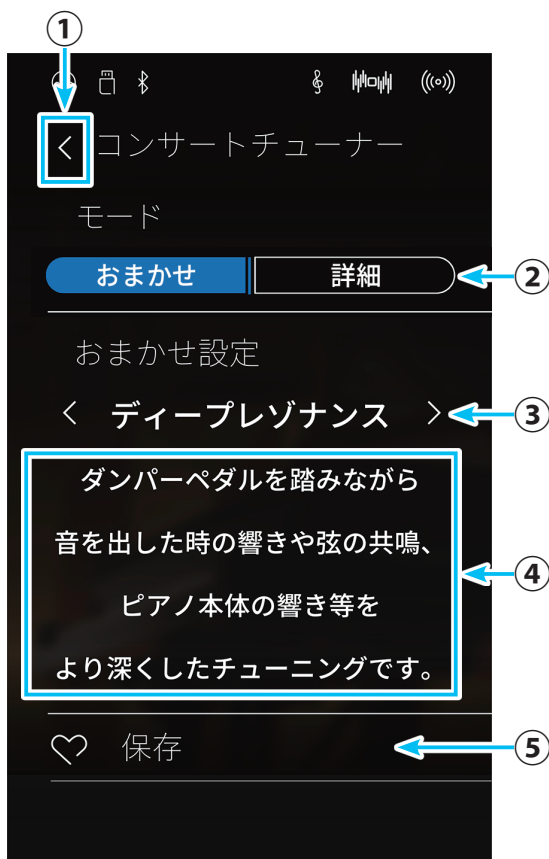 ①
コンサートチューナー
モード
おまかせ 詳細 ②
おまかせ設定
< ディープレゾナンス > ③
ダンパーペダルを踏みながら
音を出した時の響きや弦の共鳴、
④
ピアノ本体の響き等を
より深くしたチューニングです。
保存 ⑤